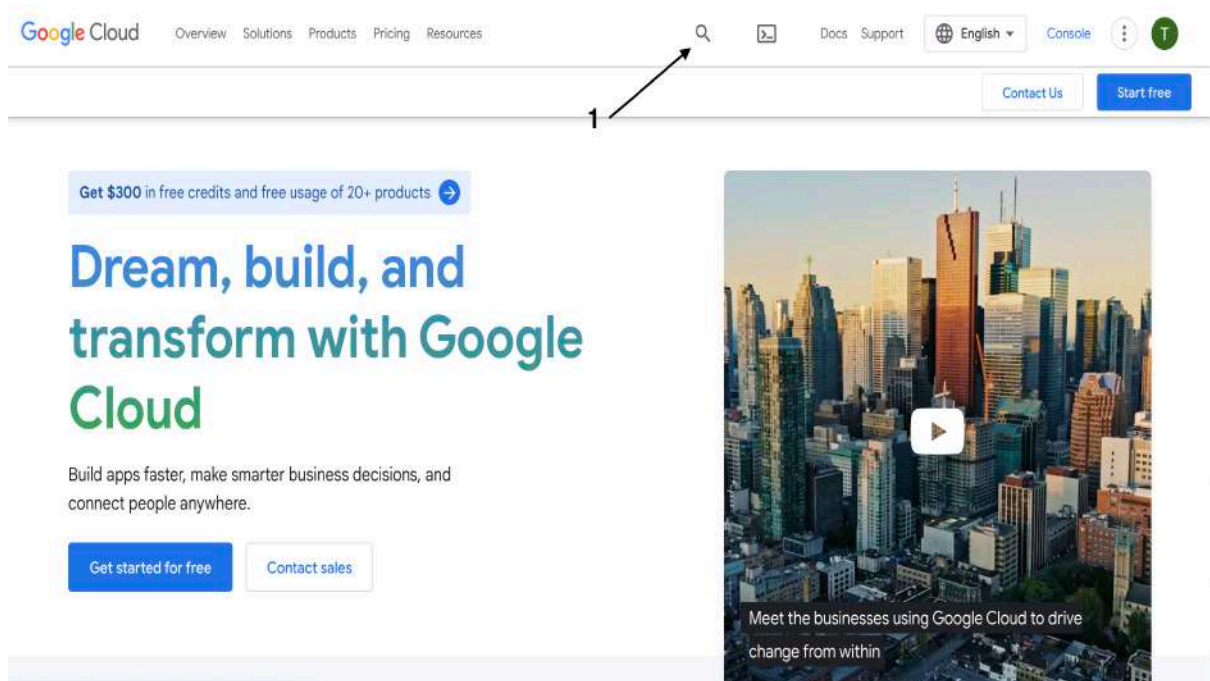 Google Cloud Overview Solutions Products Pricing Resources Docs Support English Console T
Contact Us Start free
1
Get $300 in free credits and free usage of 20+ products
Dream, build, and
transform with Google
Cloud
Build apps faster, make smarter business decisions, and
connect people anywhere.
Get started for free Contact sales
Meet the businesses using Google Cloud to drive
change from within